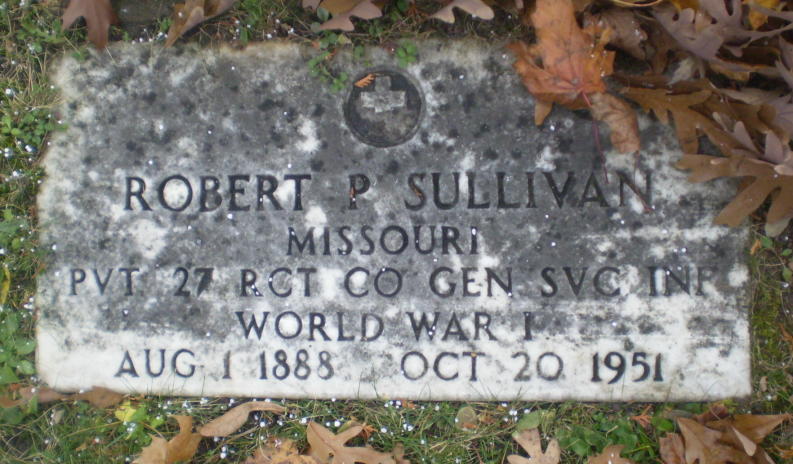 ROBERT P SULLIVAN
MISSOURI
PVT 27 RCT CO GEN SVC INF
WORLD WAR I
AUG 1 1888 OCT 20 1951